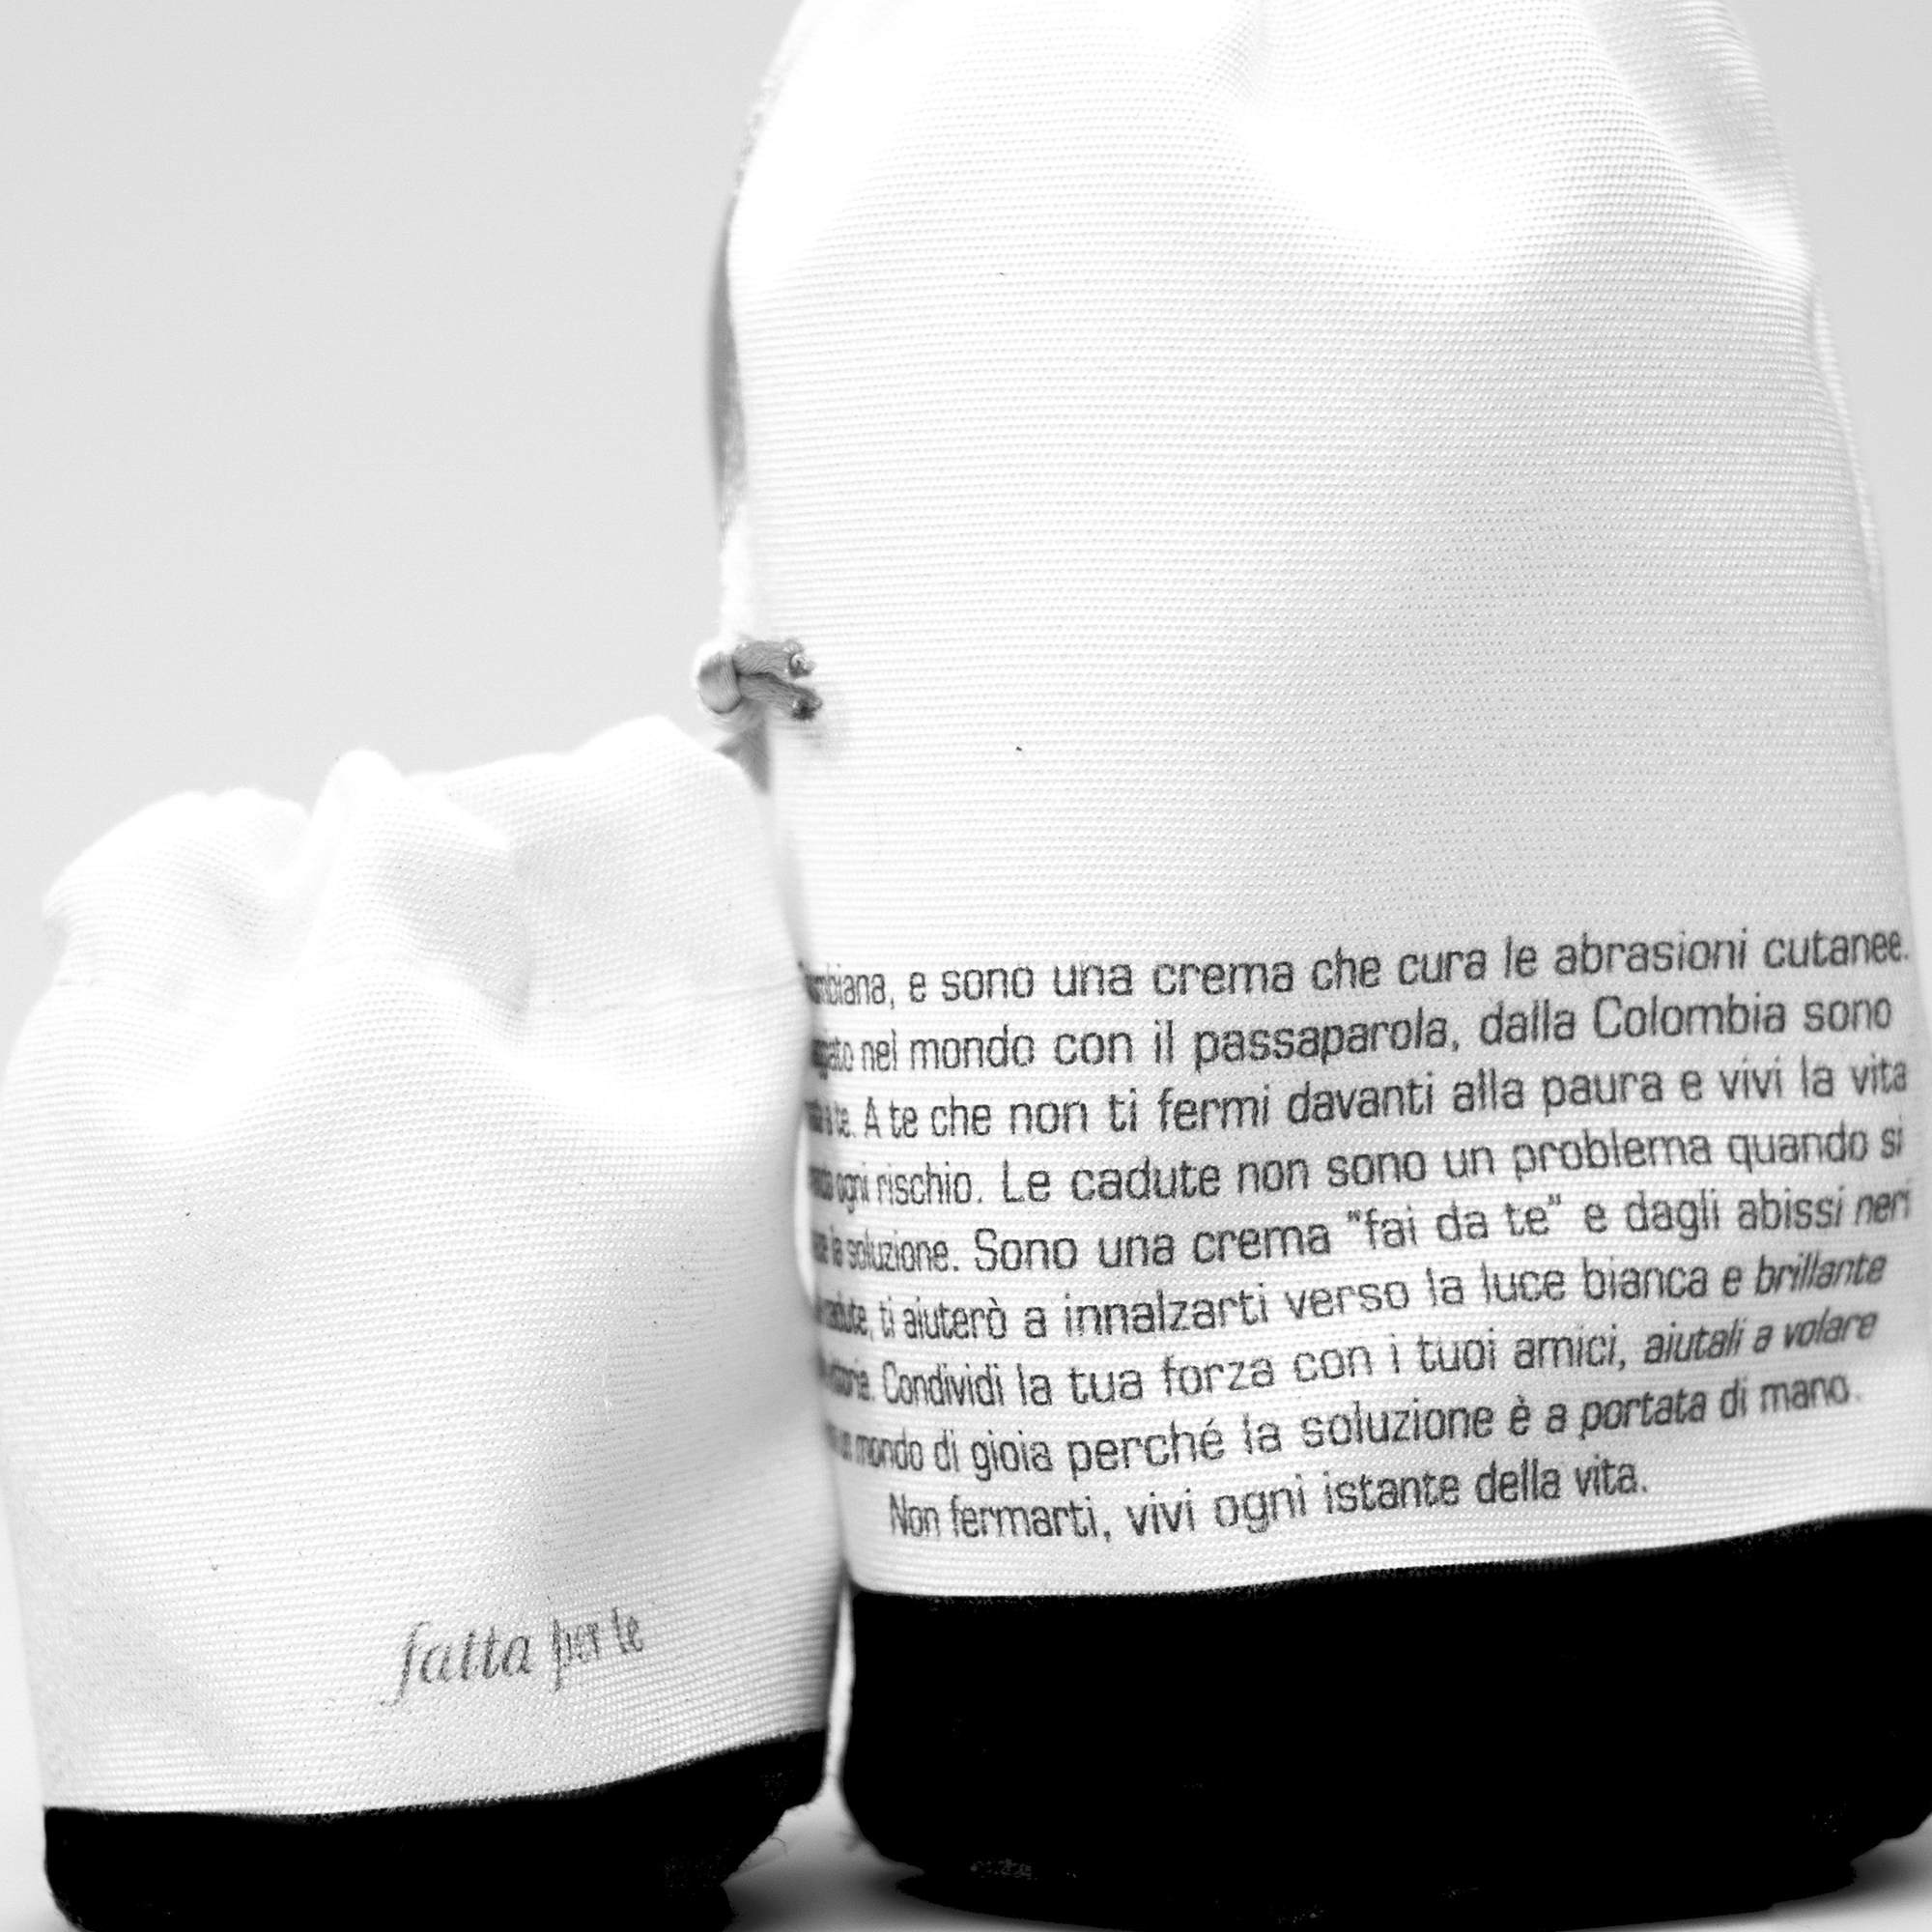 e sono una crema che cura le abrasioni cutanee.
nel mondo con il passaparola, dalla Colombia sono
te. A te che non ti fermi davanti alla paura e vivi la vita
ogni rischio. Le cadute non sono un problema quando si
la soluzione. Sono una crema "fai da te" e dagli abissi neri
cadute, ti aiuterò a innalzarti verso la luce bianca e brillante
Condividi la tua forza con i tuoi amici, aiutali a volare
mondo di gioia perché la soluzione è a portata di mano.
Non fermarti, vivi ogni istante della vita.
fatta per te